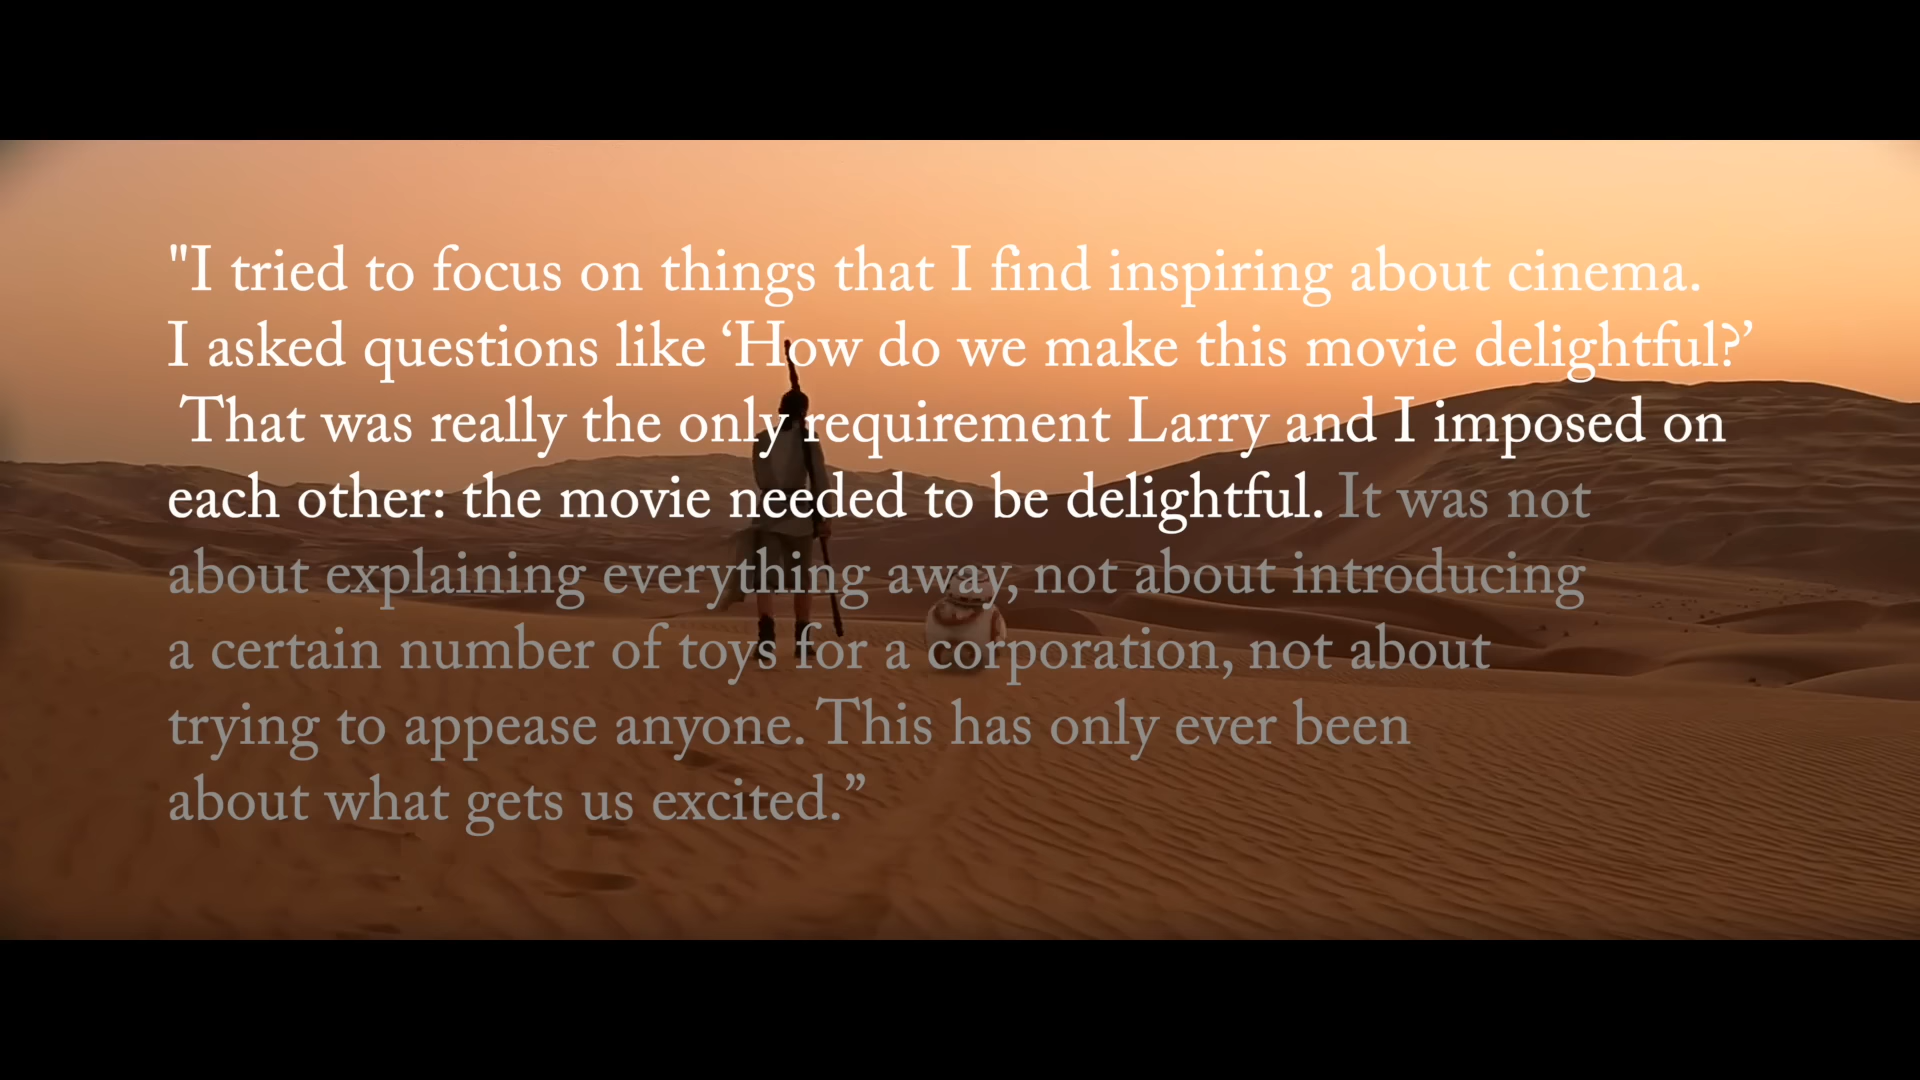 "I tried to focus on things that I find inspiring about cinema.
I asked questions like ‘How do we make this movie delightful?’
That was really the only requirement Larry and I imposed on
each other: the movie needed to be delightful. It was not
about explaining everything away, not about introducing
a certain number of toys for a corporation, not about
trying to appease anyone. This has only ever been
about what gets us excited.”